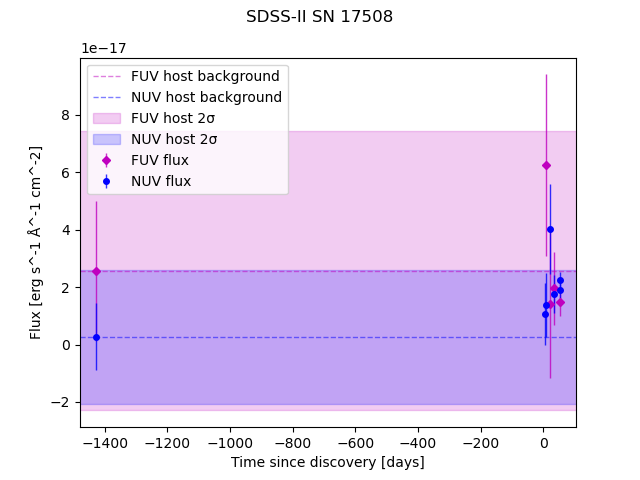 SDSS-II SN 17508
1e−17
FUV host background
NUV host background
FUV host 2σ
NUV host 2σ
FUV flux
NUV flux
8
6
4
2
0
−2
Flux [erg s^-1 Å^-1 cm^-2]
−1400 −1200 −1000 −800 −600 −400 −200 0
Time since discovery [days]